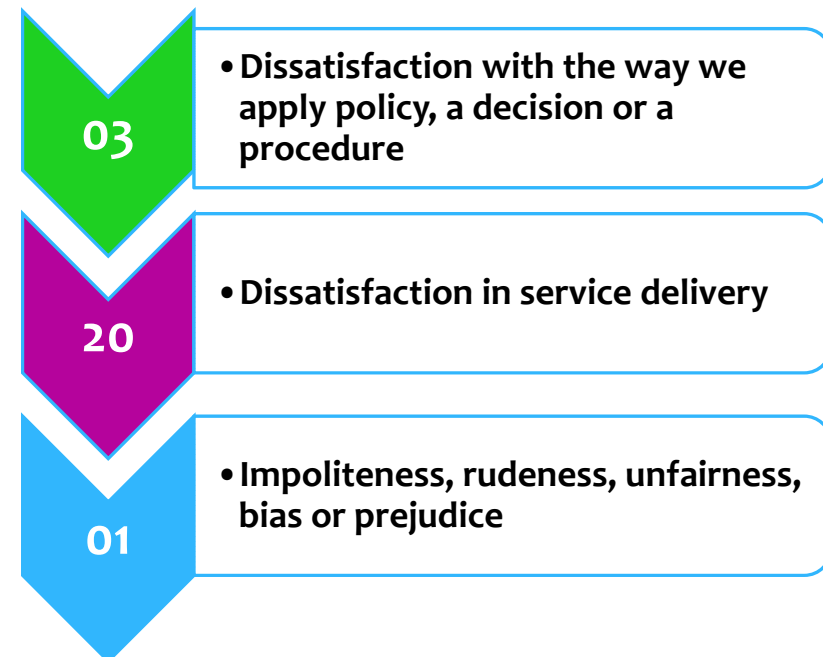 03
•Dissatisfaction with the way we
apply policy, a decision or a
procedure
20
•Dissatisfaction in service delivery
01
•Impoliteness, rudeness, unfairness,
bias or prejudice